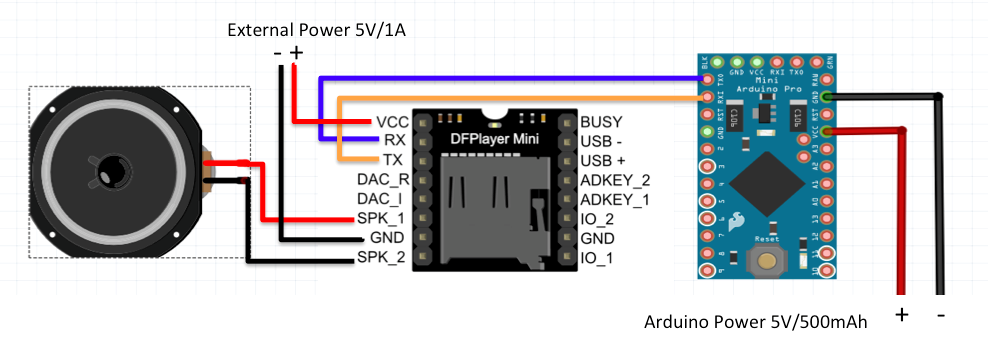 External Power 5V/1A
- +
BLK GND VCC RXI TXO GRN
TXO Mini RAW
RXI Arduino Pro GND
RST RST
GND VCC
2 A3
3 A2
4 A1
5 A0
6 13
7 12
8 Reset 11
9 10
VCC DFPlayer Mini BUSY
RX USB -
TX USB +
DAC_R ADKEY_2
DAC_I ADKEY_1
SPK_1 IO_2
GND GND
SPK_2 IO_1
Arduino Power 5V/500mAh + -